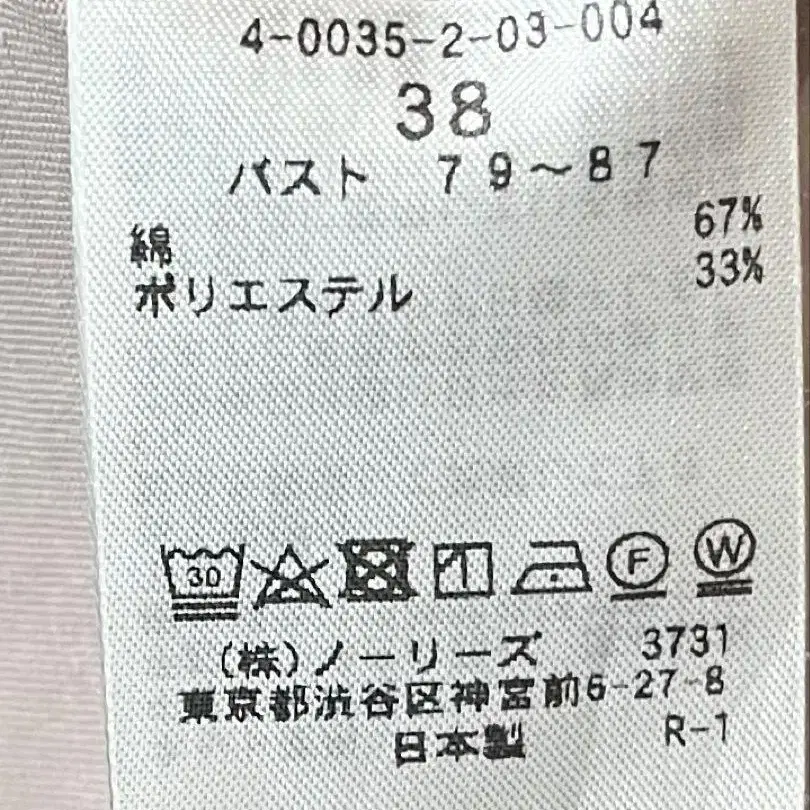 4-0035-2-03-004
38
バスト 79～87
綿 67%
ポリエステル 33%
30 F W
(株)ノーリーズ 3731
東京都渋谷区神宮前6-27-8
日本製 R-1